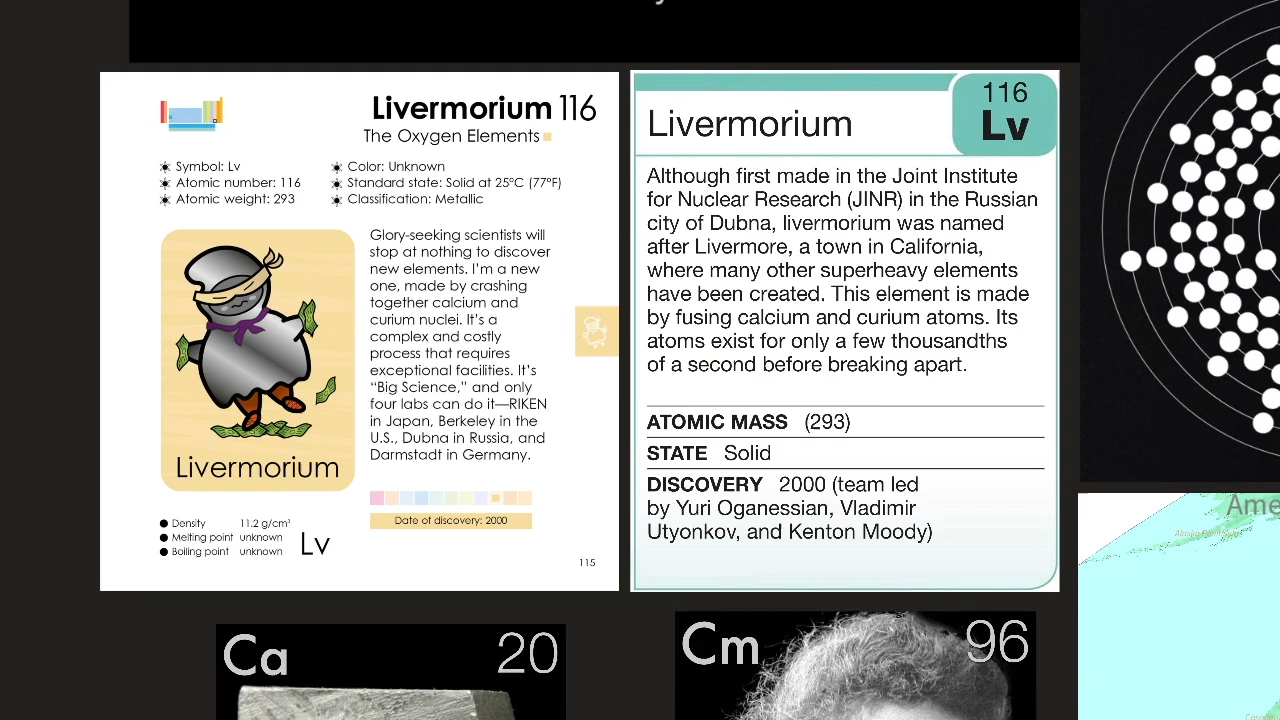 Livermorium 116
The Oxygen Elements
Symbol: Lv
Atomic number: 116
Atomic weight: 293
Color: Unknown
Standard state: Solid at 25°C (77°F)
Classification: Metallic
Glory-seeking scientists will
stop at nothing to discover
new elements. I’m a new
one, made by crashing
together calcium and
curium nuclei. It’s a
complex and costly
process that requires
exceptional facilities. It’s
“Big Science,” and only
four labs can do it—RIKEN
in Japan, Berkeley in the
U.S., Dubna in Russia, and
Darmstadt in Germany.
Livermorium
Date of discovery: 2000
Density 11.2 g/cm³
Melting point unknown
Boiling point unknown
Lv
115
116
Lv
Livermorium
Although first made in the Joint Institute
for Nuclear Research (JINR) in the Russian
city of Dubna, livermorium was named
after Livermore, a town in California,
where many other superheavy elements
have been created. This element is made
by fusing calcium and curium atoms. Its
atoms exist for only a few thousandths
of a second before breaking apart.
ATOMIC MASS (293)
STATE Solid
DISCOVERY 2000 (team led
by Yuri Oganessian, Vladimir
Utyonkov, and Kenton Moody)
Ca 20
Cm 96
Ame